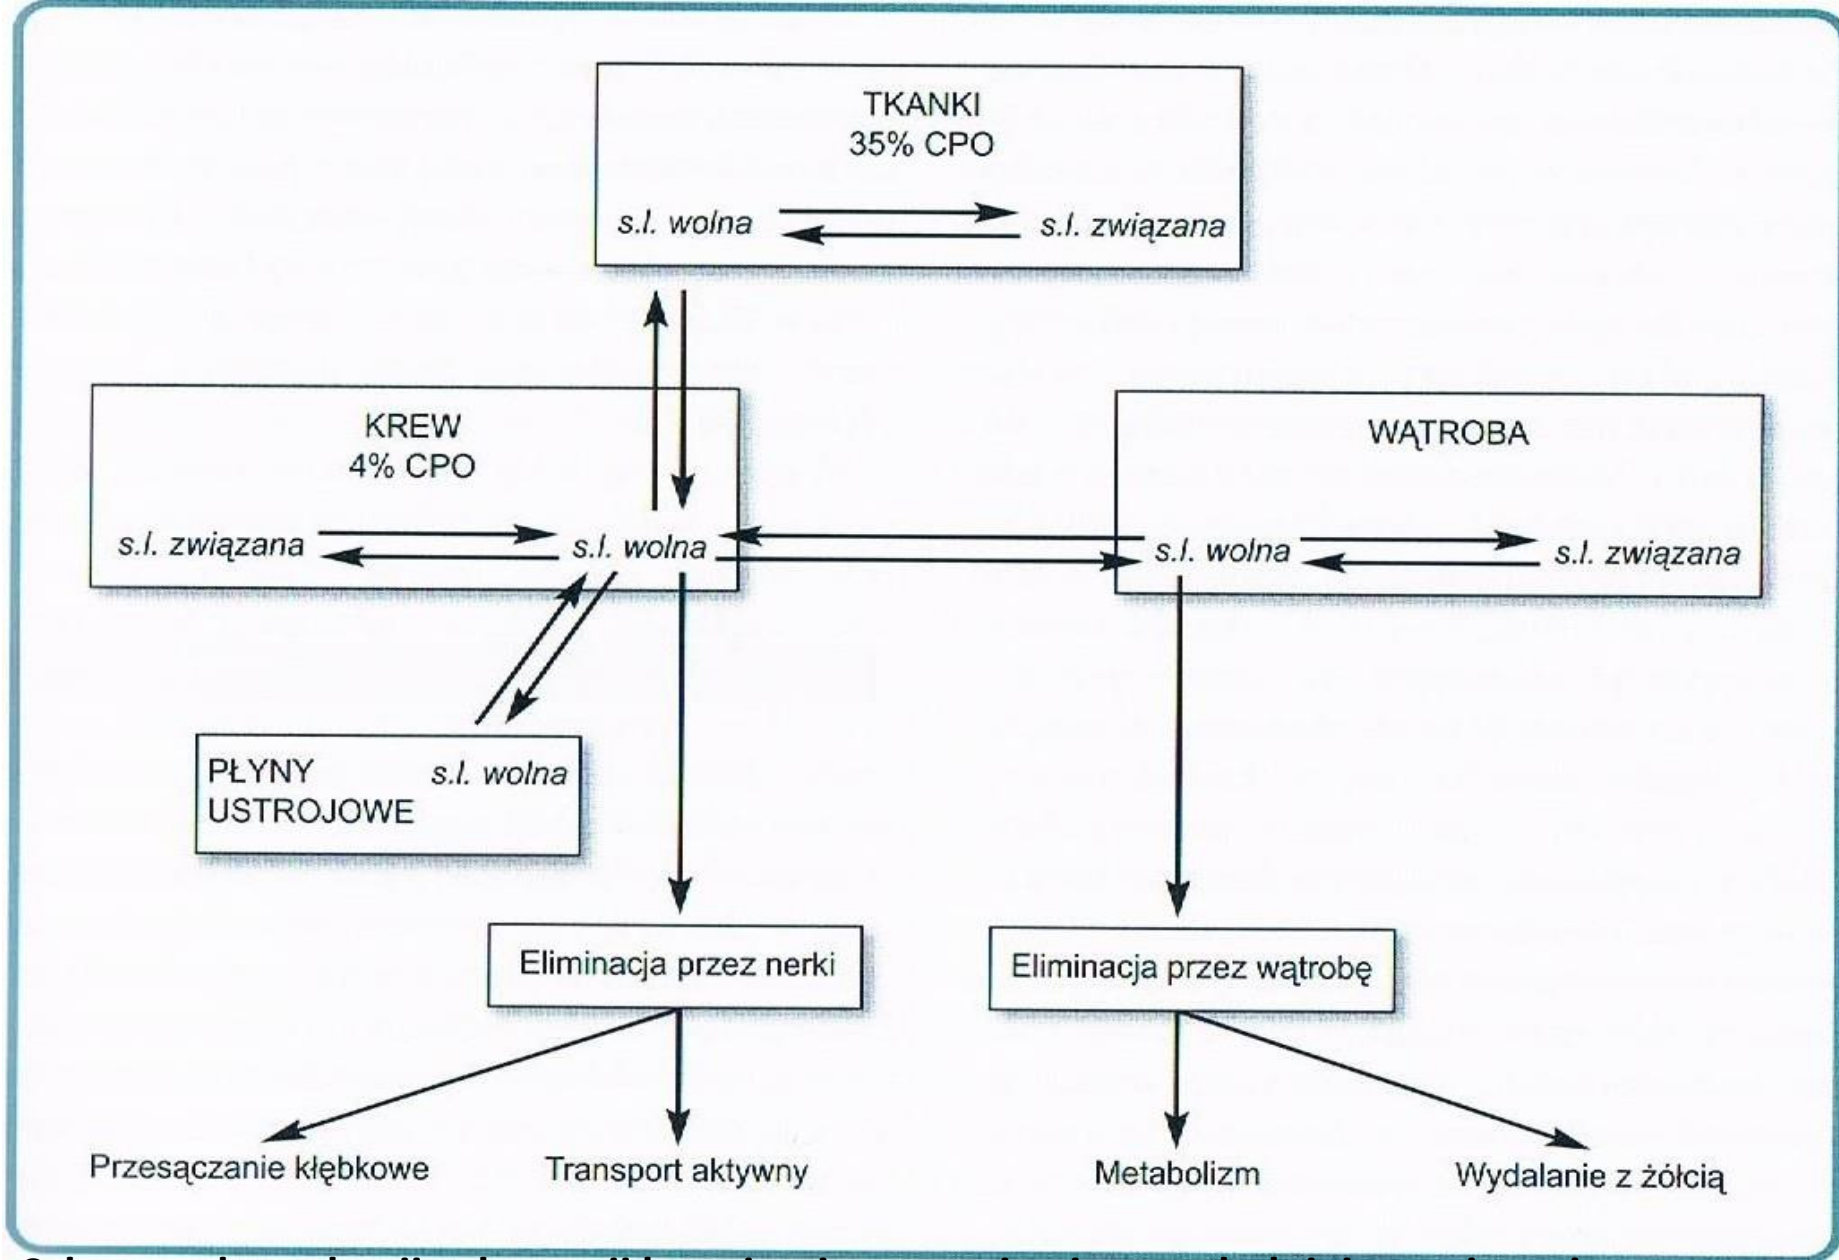 TKANKI
35% CPO
s.l. wolna s.l. związana
KREW
4% CPO
s.l. związana s.l. wolna
WĄTROBA
s.l. wolna s.l. związana
PŁYNY s.l. wolna
USTROJOWE
Eliminacja przez nerki
Eliminacja przez wątrobę
Przesączanie kłębkowe
Transport aktywny
Metabolizm
Wydalanie z żółcią